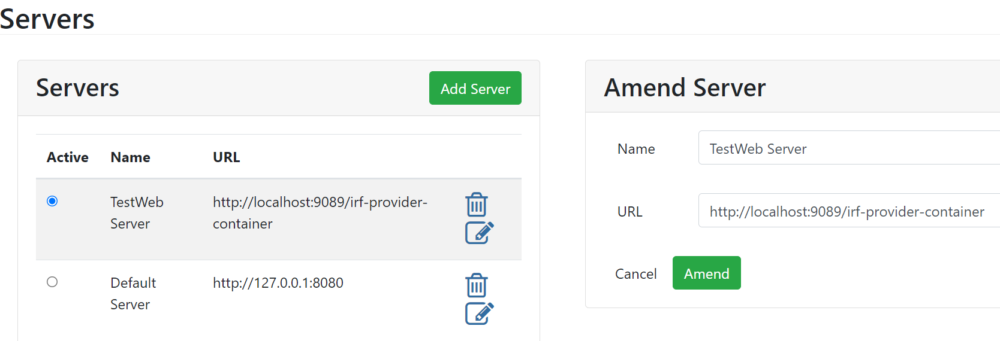 Servers
Servers
Add Server
Active Name URL
TestWeb Server
http://localhost:9089/irf-provider-container
Default Server
http://127.0.0.1:8080
Amend Server
Name
TestWeb Server
URL
http://localhost:9089/irf-provider-container
Cancel
Amend